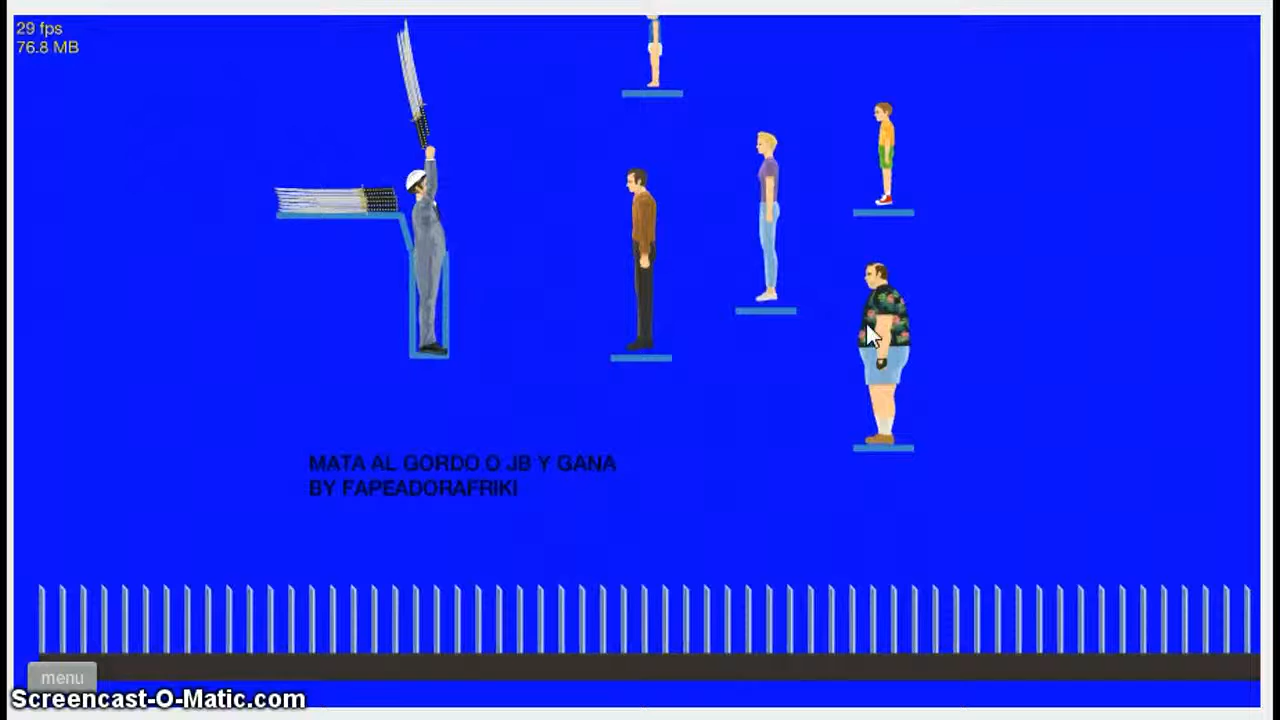 29 fps
76.8 MB
MATA AL GORDO O JB Y GANA
BY FAPEADORAFRIKI
menu
Screencast-O-Matic.com